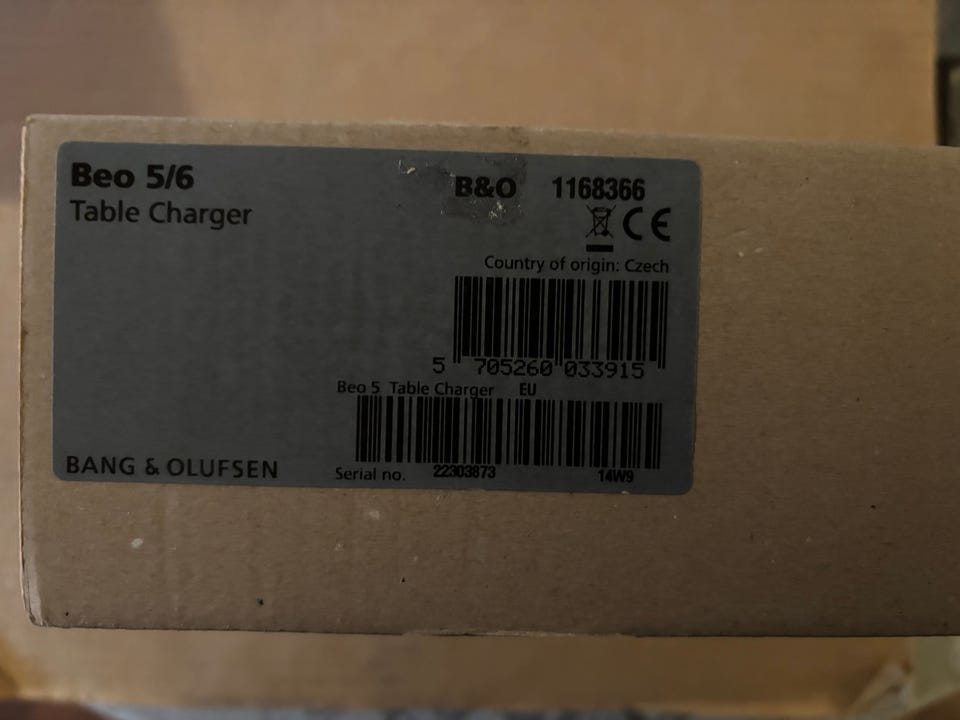 Beo 5/6
Table Charger
B&O 1168366
CE
Country of origin: Czech
5 705260 033915
Beo 5 Table Charger EU
Serial no. 22303873 14W9
BANG & OLUFSEN